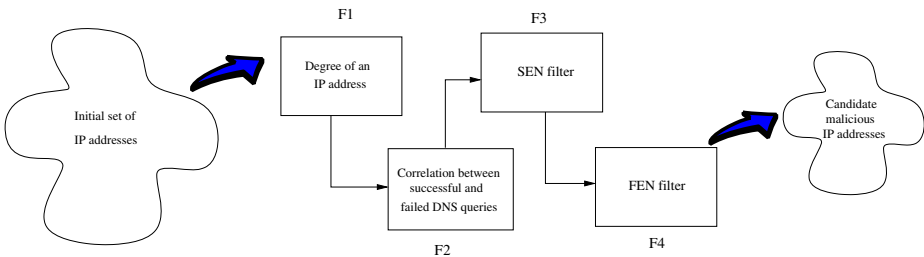 Initial set of
IP addresses
F1
Degree of an
IP address
Correlation between
successful and
failed DNS queries
F2
F3
SEN filter
FEN filter
F4
Candidate
malicious
IP addresses